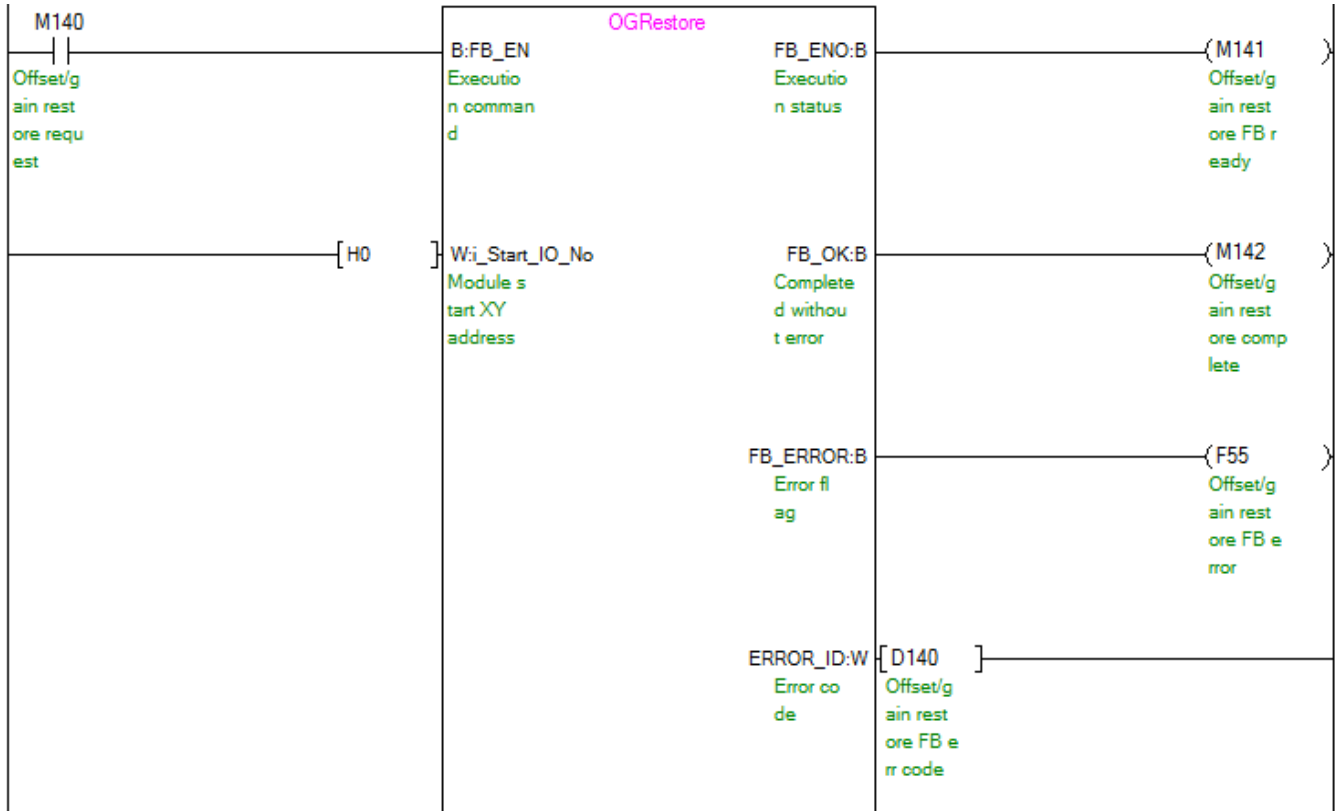 M140
OGRestore
B:FB_EN
FB_ENO:B
M141
Offset/g
ain rest
ore requ
est
Executio
n comman
d
Executio
n status
Offset/g
ain rest
ore FB r
eady
H0
W:i_Start_IO_No
FB_OK:B
M142
Module s
tart XY
address
Complete
d withou
t error
Offset/g
ain rest
ore comp
lete
FB_ERROR:B
F55
Error fl
ag
Offset/g
ain rest
ore FB e
rror
ERROR_ID:W
D140
Error co
de
Offset/g
ain rest
ore FB e
rr code